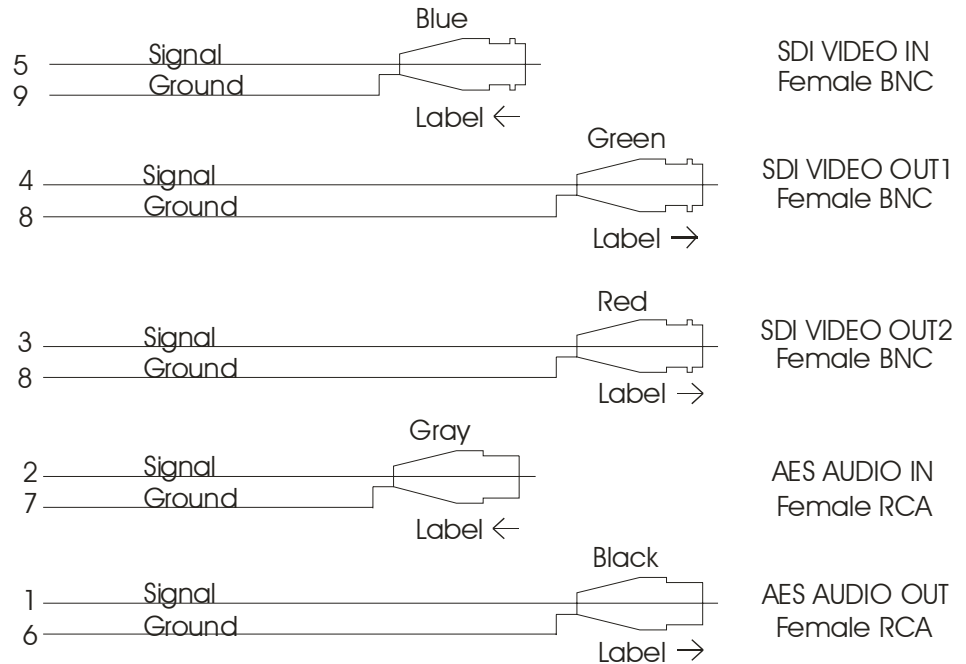 Blue
5 Signal SDI VIDEO IN
9 Ground Female BNC
Label ←
Green
4 Signal SDI VIDEO OUT1
8 Ground Female BNC
Label →
Red
3 Signal SDI VIDEO OUT2
8 Ground Female BNC
Label →
Gray
2 Signal AES AUDIO IN
7 Ground Female RCA
Label ←
Black
1 Signal AES AUDIO OUT
6 Ground Female RCA
Label →